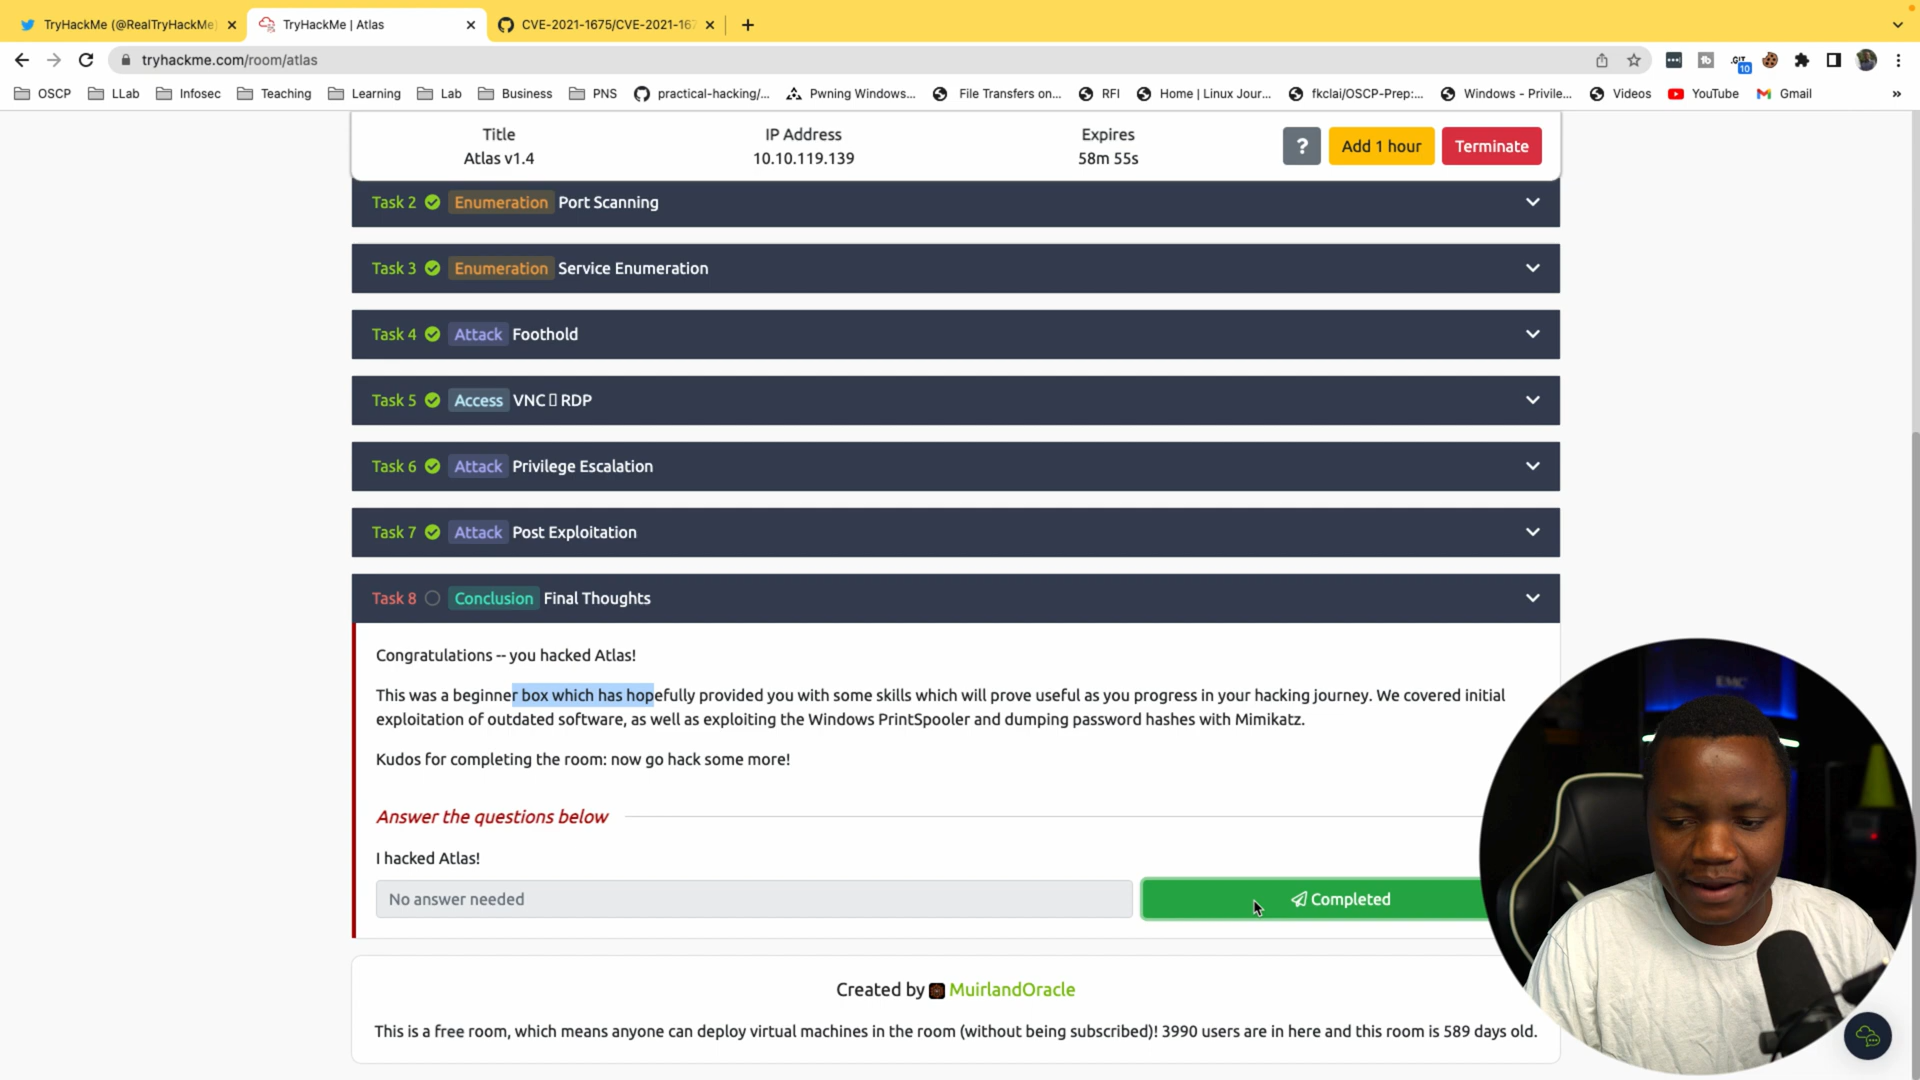 TryHackMe (@RealTryHackMe)
TryHackMe | Atlas
CVE-2021-1675/CVE-2021-167
tryhackme.com/room/atlas
10
OSCP
LLab
Infosec
Teaching
Learning
Lab
Business
PNS
practical-hacking/...
Pwning Windows...
File Transfers on...
RFI
Home | Linux Jour...
fkclai/OSCP-Prep:...
Windows - Privile...
Videos
YouTube
Gmail
»
Title
Atlas v1.4
IP Address
10.10.119.139
Expires
58m 55s
?
Add 1 hour
Terminate
Task 2 Enumeration Port Scanning
Task 3 Enumeration Service Enumeration
Task 4 Attack Foothold
Task 5 Access VNC ▯ RDP
Task 6 Attack Privilege Escalation
Task 7 Attack Post Exploitation
Task 8 Conclusion Final Thoughts
Congratulations -- you hacked Atlas!
This was a beginner box which has hopefully provided you with some skills which will prove useful as you progress in your hacking journey. We covered initial
exploitation of outdated software, as well as exploiting the Windows PrintSpooler and dumping password hashes with Mimikatz.
Kudos for completing the room: now go hack some more!
Answer the questions below
I hacked Atlas!
No answer needed
Completed
Created by MuirlandOracle
This is a free room, which means anyone can deploy virtual machines in the room (without being subscribed)! 3990 users are in here and this room is 589 days old.
EMC